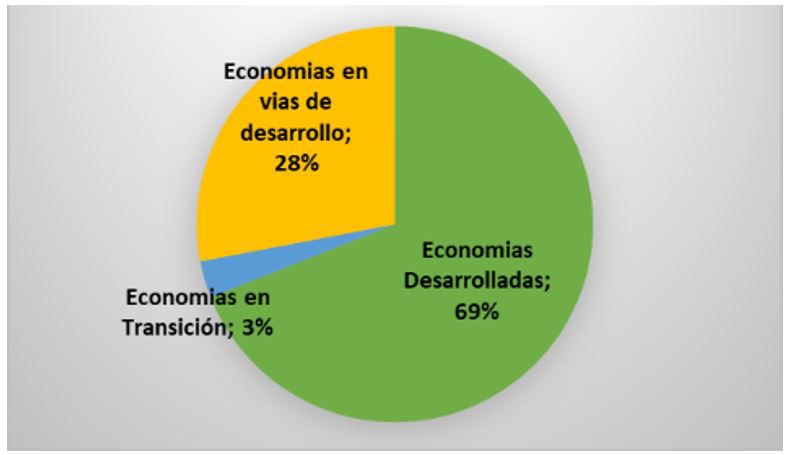 Economias en
vias de
desarrollo;
28%
Economias
Desarrolladas;
69%
Economias en
Transición; 3%